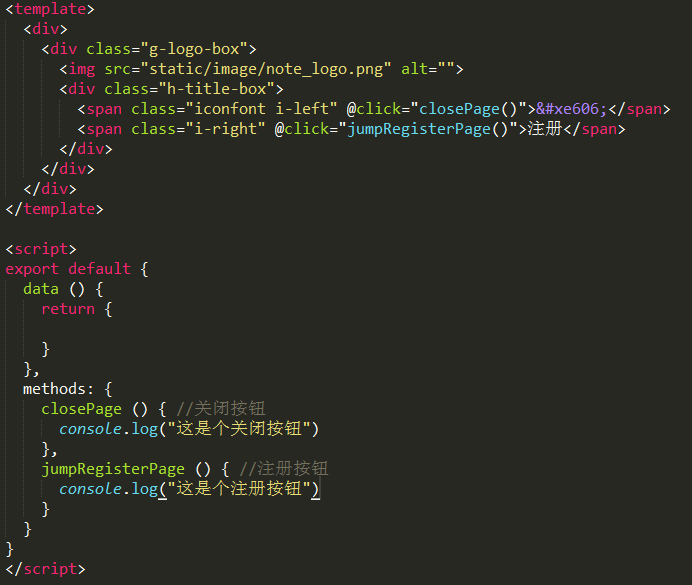 <template>
  <div>
    <div class="g-logo-box">
      <img src="static/image/note_logo.png" alt="">
      <div class="h-title-box">
        <span class="iconfont i-left" @click="closePage()">&#xe606;</span>
        <span class="i-right" @click="jumpRegisterPage()">注册</span>
      </div>
    </div>
  </div>
</template>

<script>
export default {
  data () {
    return {

    }
  },
  methods: {
    closePage () { //关闭按钮
      console.log("这是个关闭按钮")
    },
    jumpRegisterPage () { //注册按钮
      console.log("这是个注册按钮")
    }
  }
}
</script>